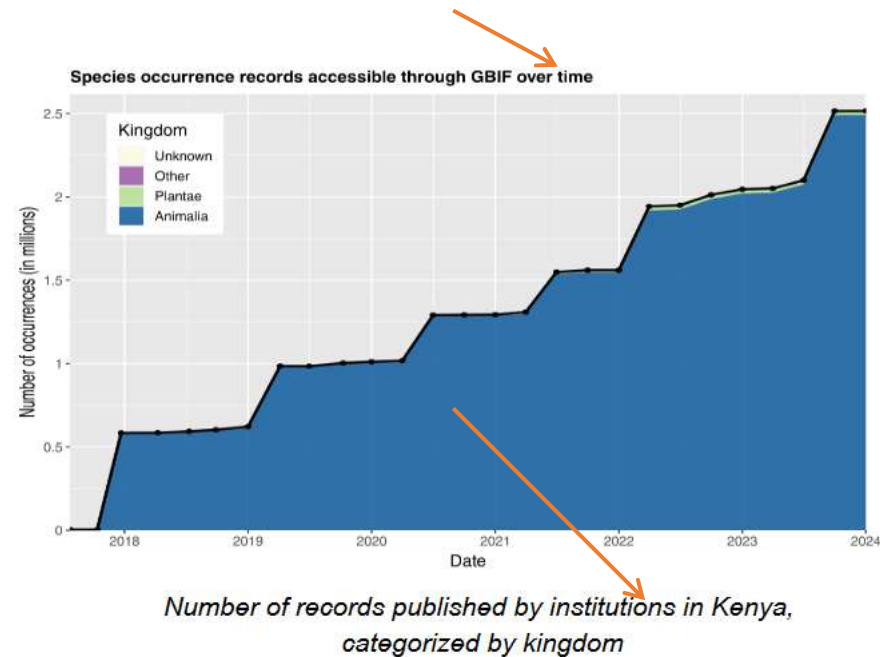 Species occurrence records accessible through GBIF over time
Number of occurrences (in millions)
2.5
2
1.5
1
0.5
0
Kingdom
Unknown
Other
Plantae
Animalia
2018 2019 2020 2021 2022 2023 2024
Date
Number of records published by institutions in Kenya,
categorized by kingdom